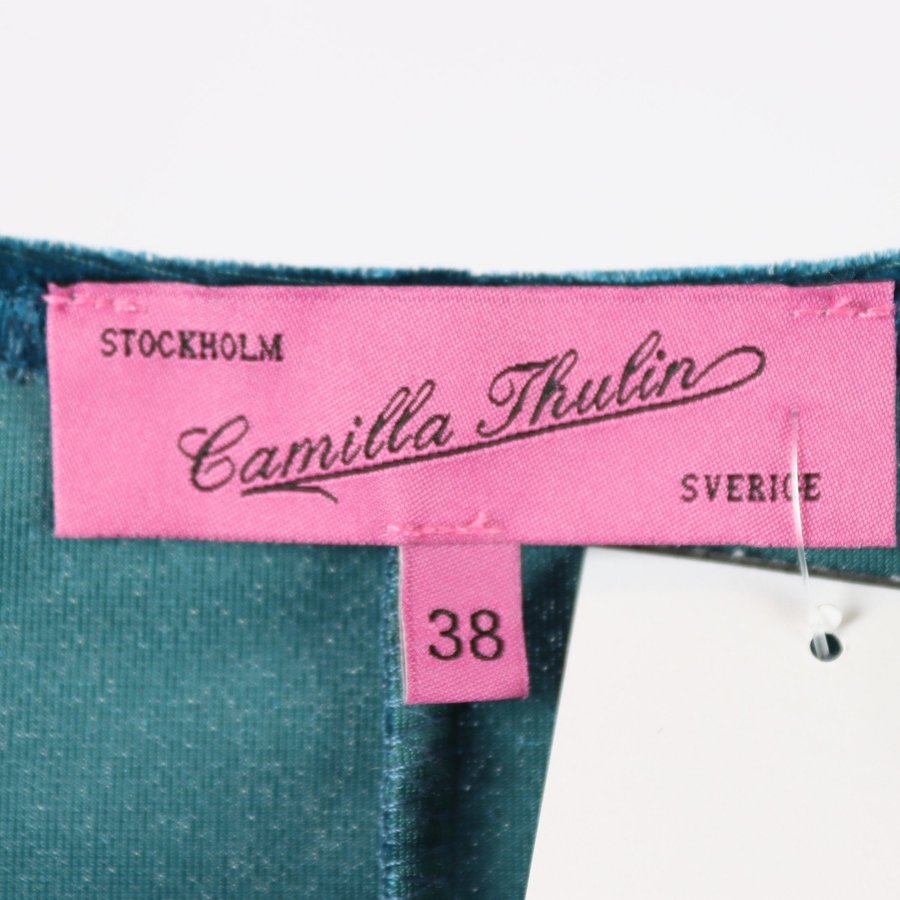 STOCKHOLM
Camilla Thulin
SVERIGE
38